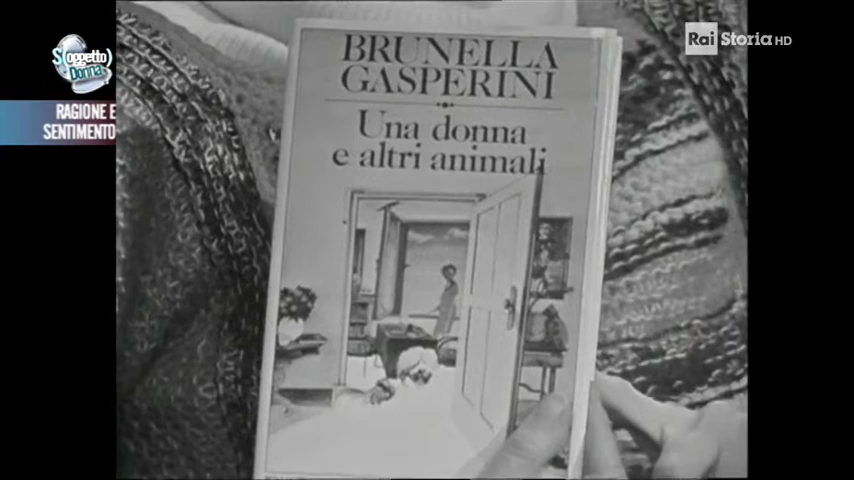 S(oggetto)
Donna
RAGIONE E
SENTIMENTO
Rai Storia HD
BRUNELLA
GASPERINI
Una donna
e altri animali